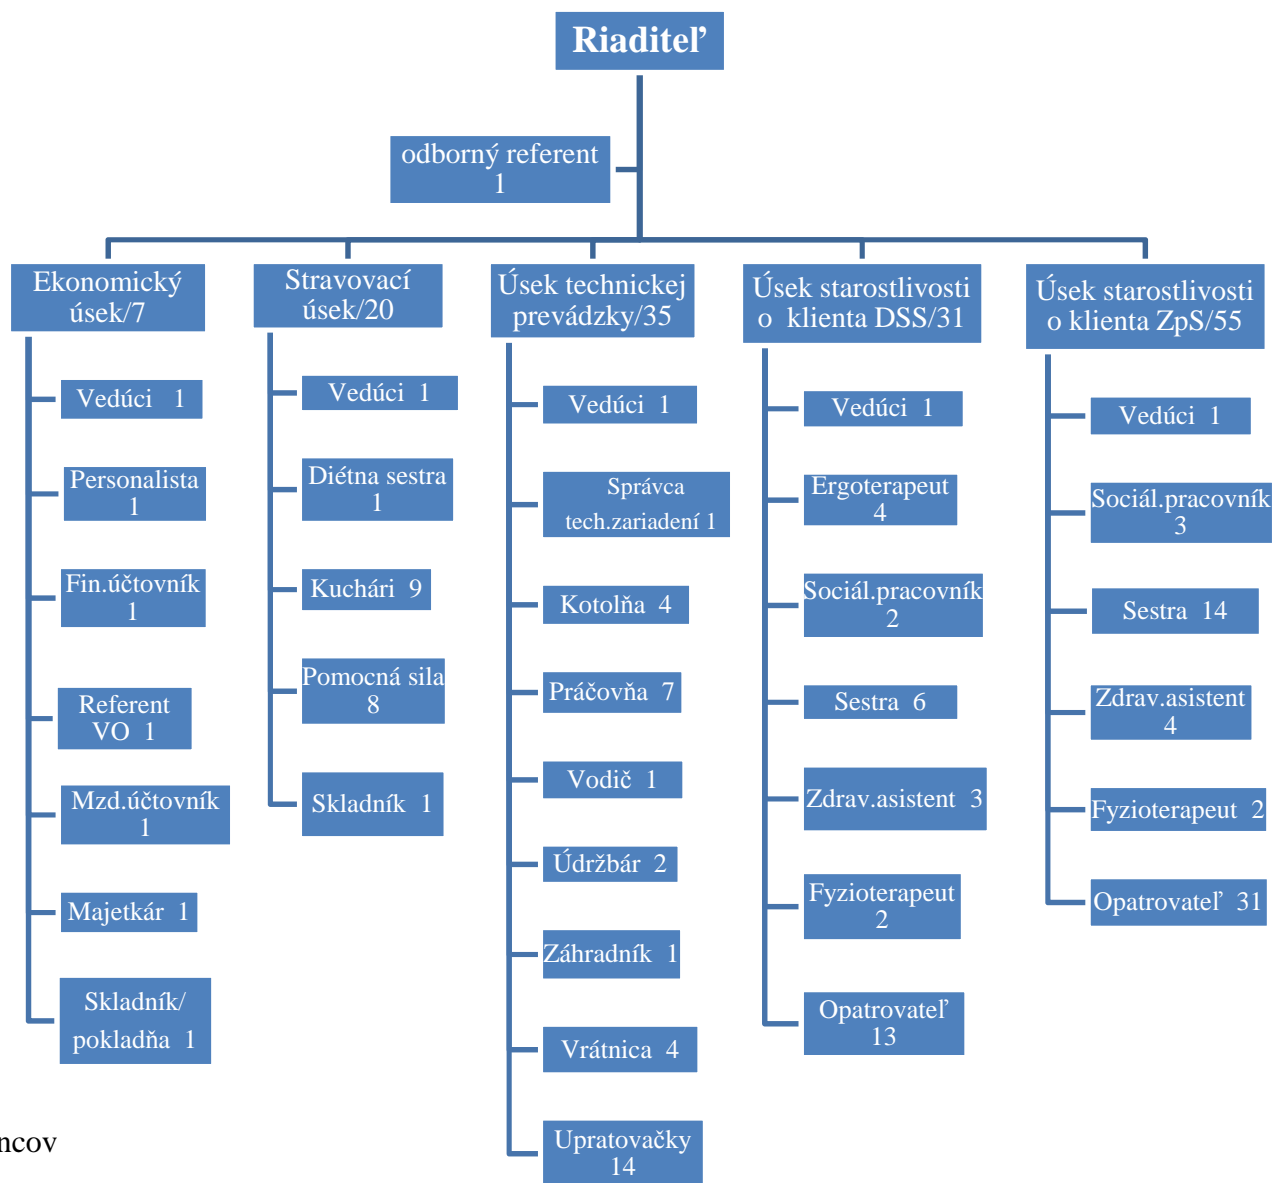 Riaditeľ
odborný referent
1
Ekonomický
úsek/7
Vedúci 1
Personalista
1
Fin.účtovník
1
Referent
VO 1
Mzd.účtovník
1
Majetkár 1
Skladník/
pokladňa 1
Stravovací
úsek/20
Vedúci 1
Diétna sestra
1
Kuchári 9
Pomocná sila
8
Skladník 1
Úsek technickej
prevádzky/35
Vedúci 1
Správca
tech.zariadení 1
Kotolňa 4
Práčovňa 7
Vodič 1
Údržbár 2
Záhradník 1
Vrátnica 4
Upratovačky
14
Úsek starostlivosti
o klienta DSS/31
Vedúci 1
Ergoterapeut
4
Sociál.pracovník
2
Sestra 6
Zdrav.asistent 3
Fyzioterapeut
2
Opatrovateľ
13
Úsek starostlivosti
o klienta ZpS/55
Vedúci 1
Sociál.pracovník
3
Sestra 14
Zdrav.asistent
4
Fyzioterapeut 2
Opatrovateľ 31
ncov